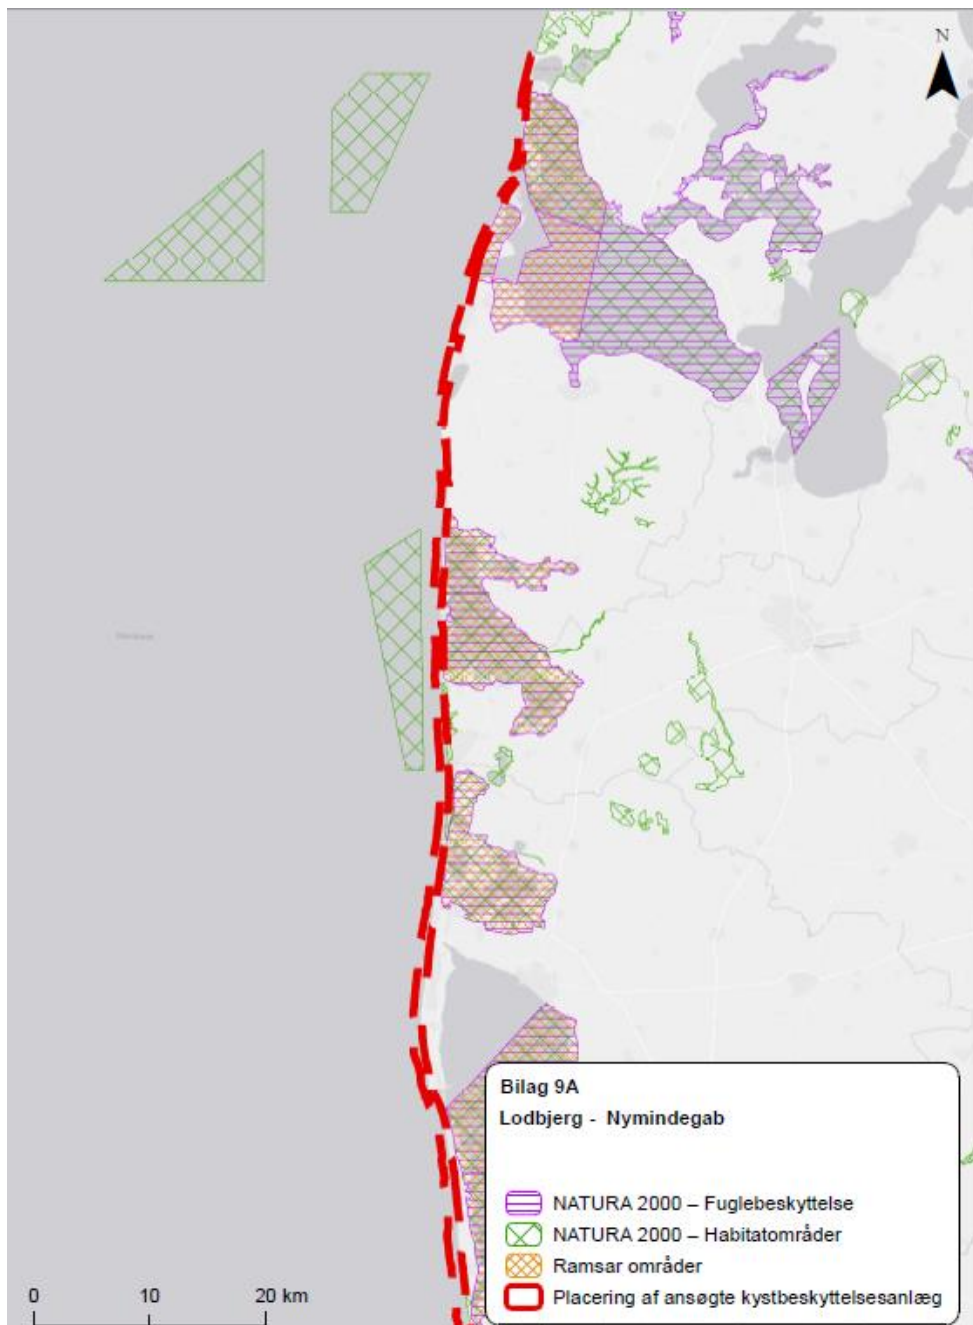 N
Bilag 9A
Lodbjerg - Nymindegab
NATURA 2000 – Fuglebeskyttelse
NATURA 2000 – Habitatområder
Ramsar områder
Placering af ansøgte kystbeskyttelsesanlæg
0 10 20 km